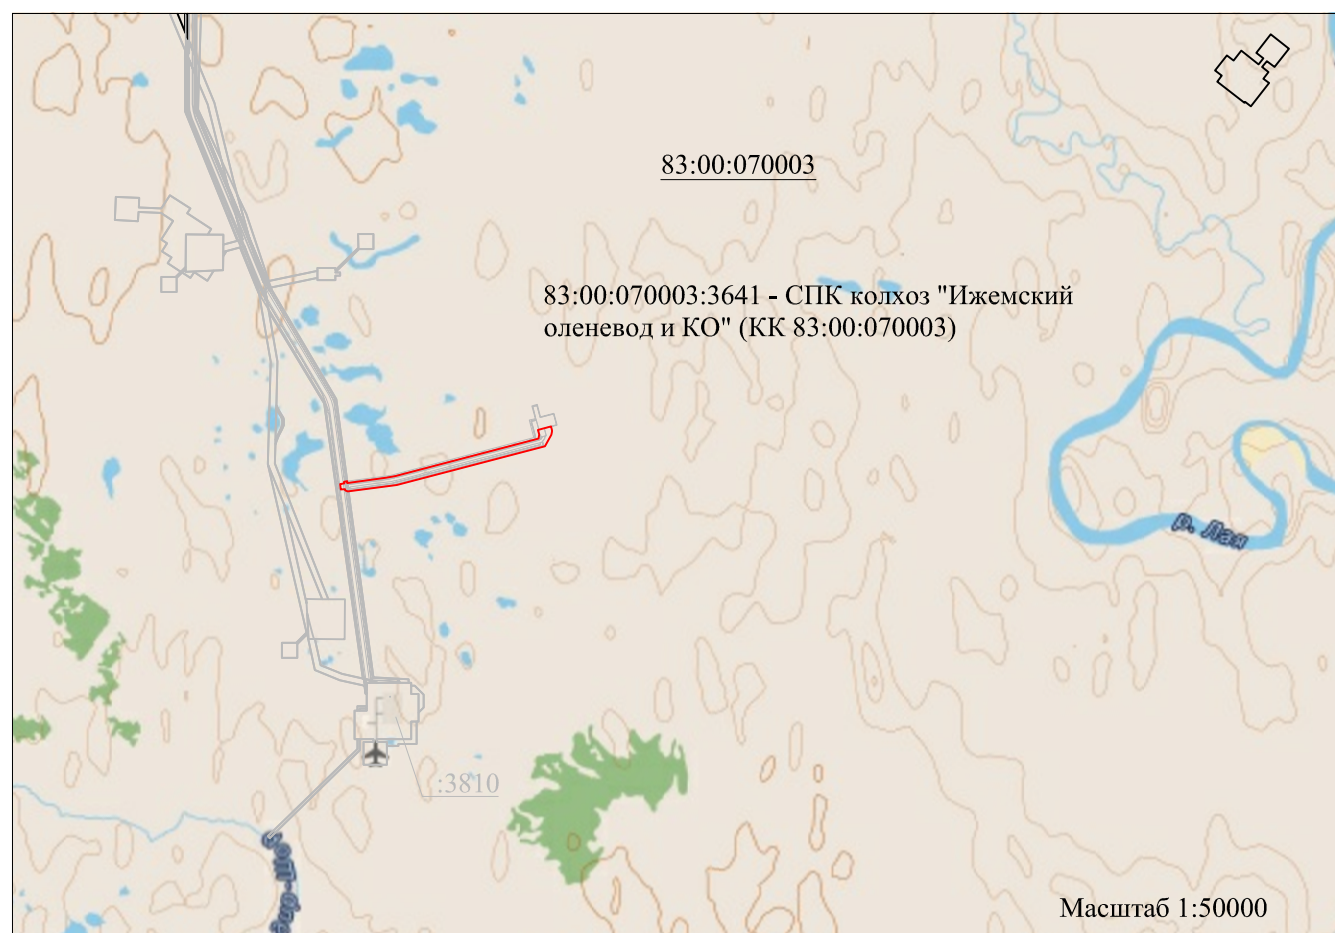 83:00:070003
83:00:070003:3641 - СПК колхоз "Ижемский
оленевод и КО" (КК 83:00:070003)
р. Лая
:3810
Масштаб 1:50000